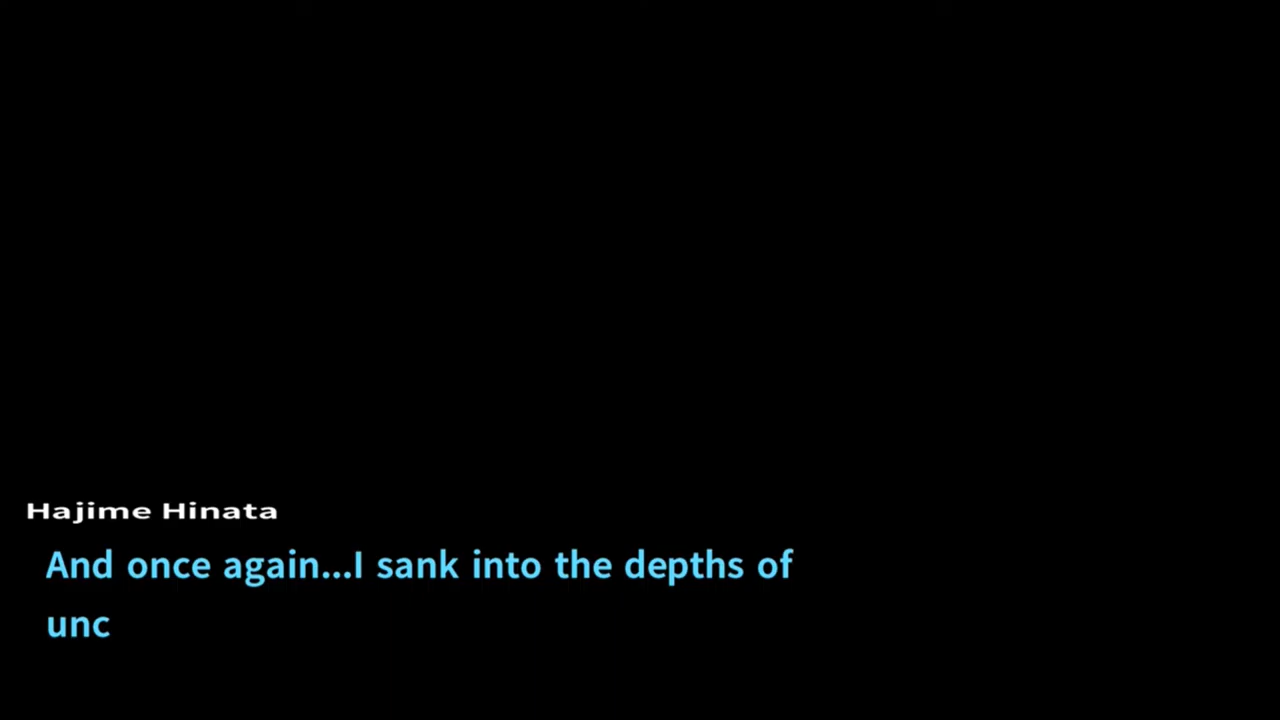 Hajime Hinata
And once again...I sank into the depths of
unc